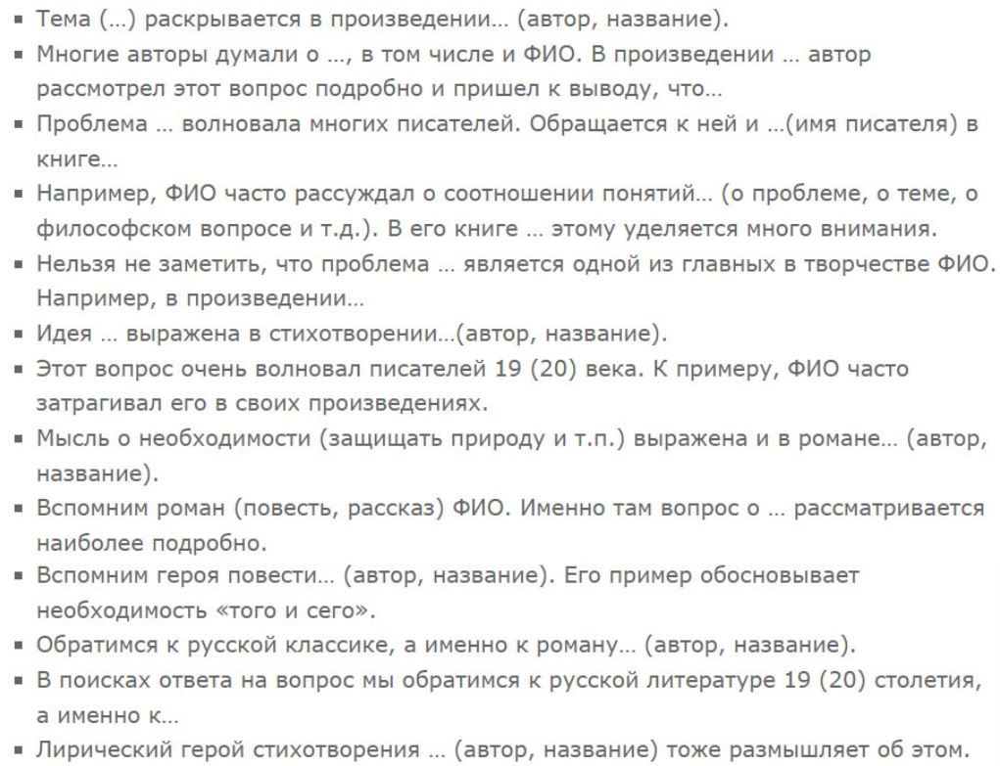 ▪ Тема (…) раскрывается в произведении… (автор, название).
▪ Многие авторы думали о …, в том числе и ФИО. В произведении … автор
рассмотрел этот вопрос подробно и пришел к выводу, что…
▪ Проблема … волновала многих писателей. Обращается к ней и …(имя писателя) в
книге…
▪ Например, ФИО часто рассуждал о соотношении понятий… (о проблеме, о теме, о
философском вопросе и т.д.). В его книге … этому уделяется много внимания.
▪ Нельзя не заметить, что проблема … является одной из главных в творчестве ФИО.
Например, в произведении…
▪ Идея … выражена в стихотворении…(автор, название).
▪ Этот вопрос очень волновал писателей 19 (20) века. К примеру, ФИО часто
затрагивал его в своих произведениях.
▪ Мысль о необходимости (защищать природу и т.п.) выражена и в романе… (автор,
название).
▪ Вспомним роман (повесть, рассказ) ФИО. Именно там вопрос о … рассматривается
наиболее подробно.
▪ Вспомним героя повести… (автор, название). Его пример обосновывает
необходимость «того и сего».
▪ Обратимся к русской классике, а именно к роману… (автор, название).
▪ В поисках ответа на вопрос мы обратимся к русской литературе 19 (20) столетия,
а именно к…
▪ Лирический герой стихотворения … (автор, название) тоже размышляет об этом.